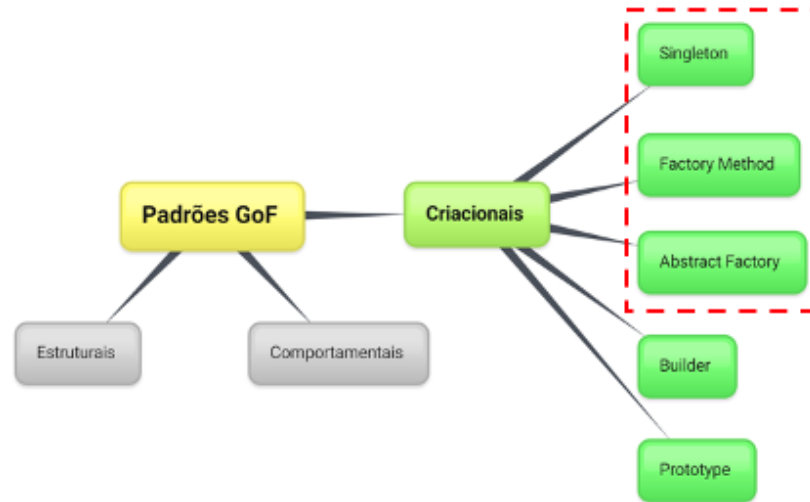 Singleton
Factory Method
Padrões GoF
Criacionais
Abstract Factory
Estruturais
Comportamentais
Builder
Prototype